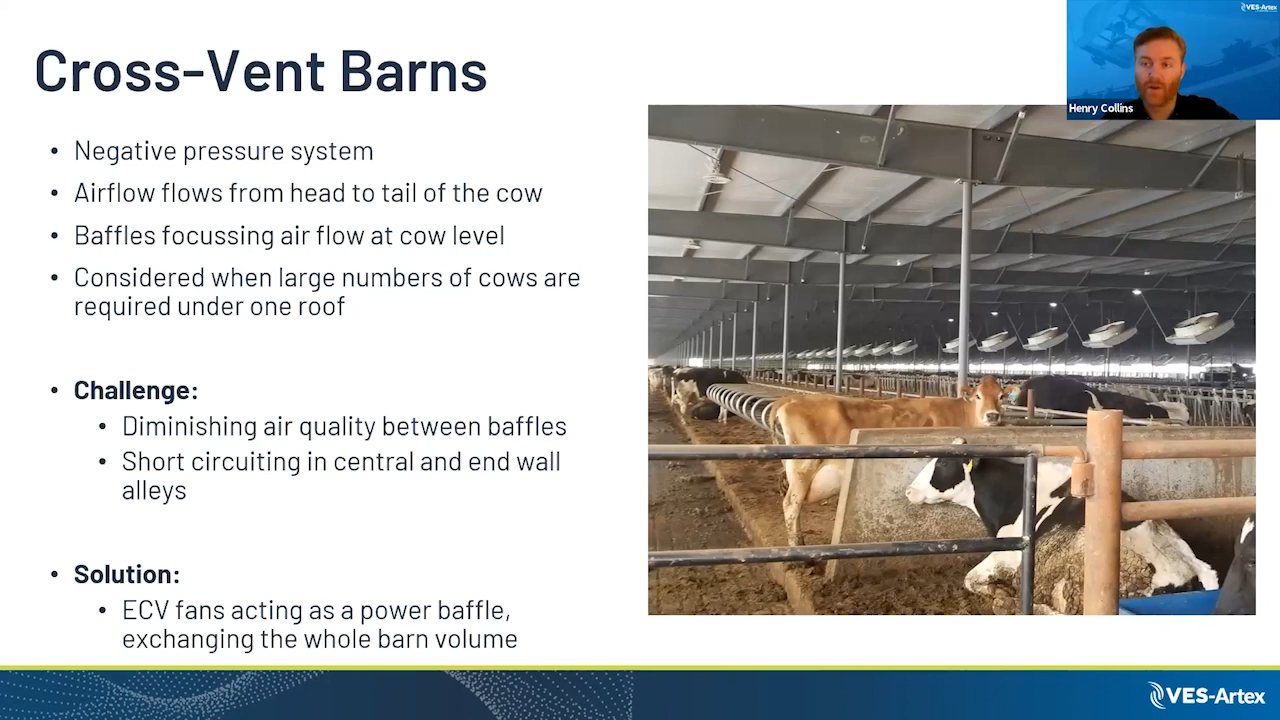 VES-Artex
Cross-Vent Barns
Henry Collins
• Negative pressure system
• Airflow flows from head to tail of the cow
• Baffles focussing air flow at cow level
• Considered when large numbers of cows are
required under one roof
• Challenge:
• Diminishing air quality between baffles
• Short circuiting in central and end wall
alleys
• Solution:
• ECV fans acting as a power baffle,
exchanging the whole barn volume
VES-Artex